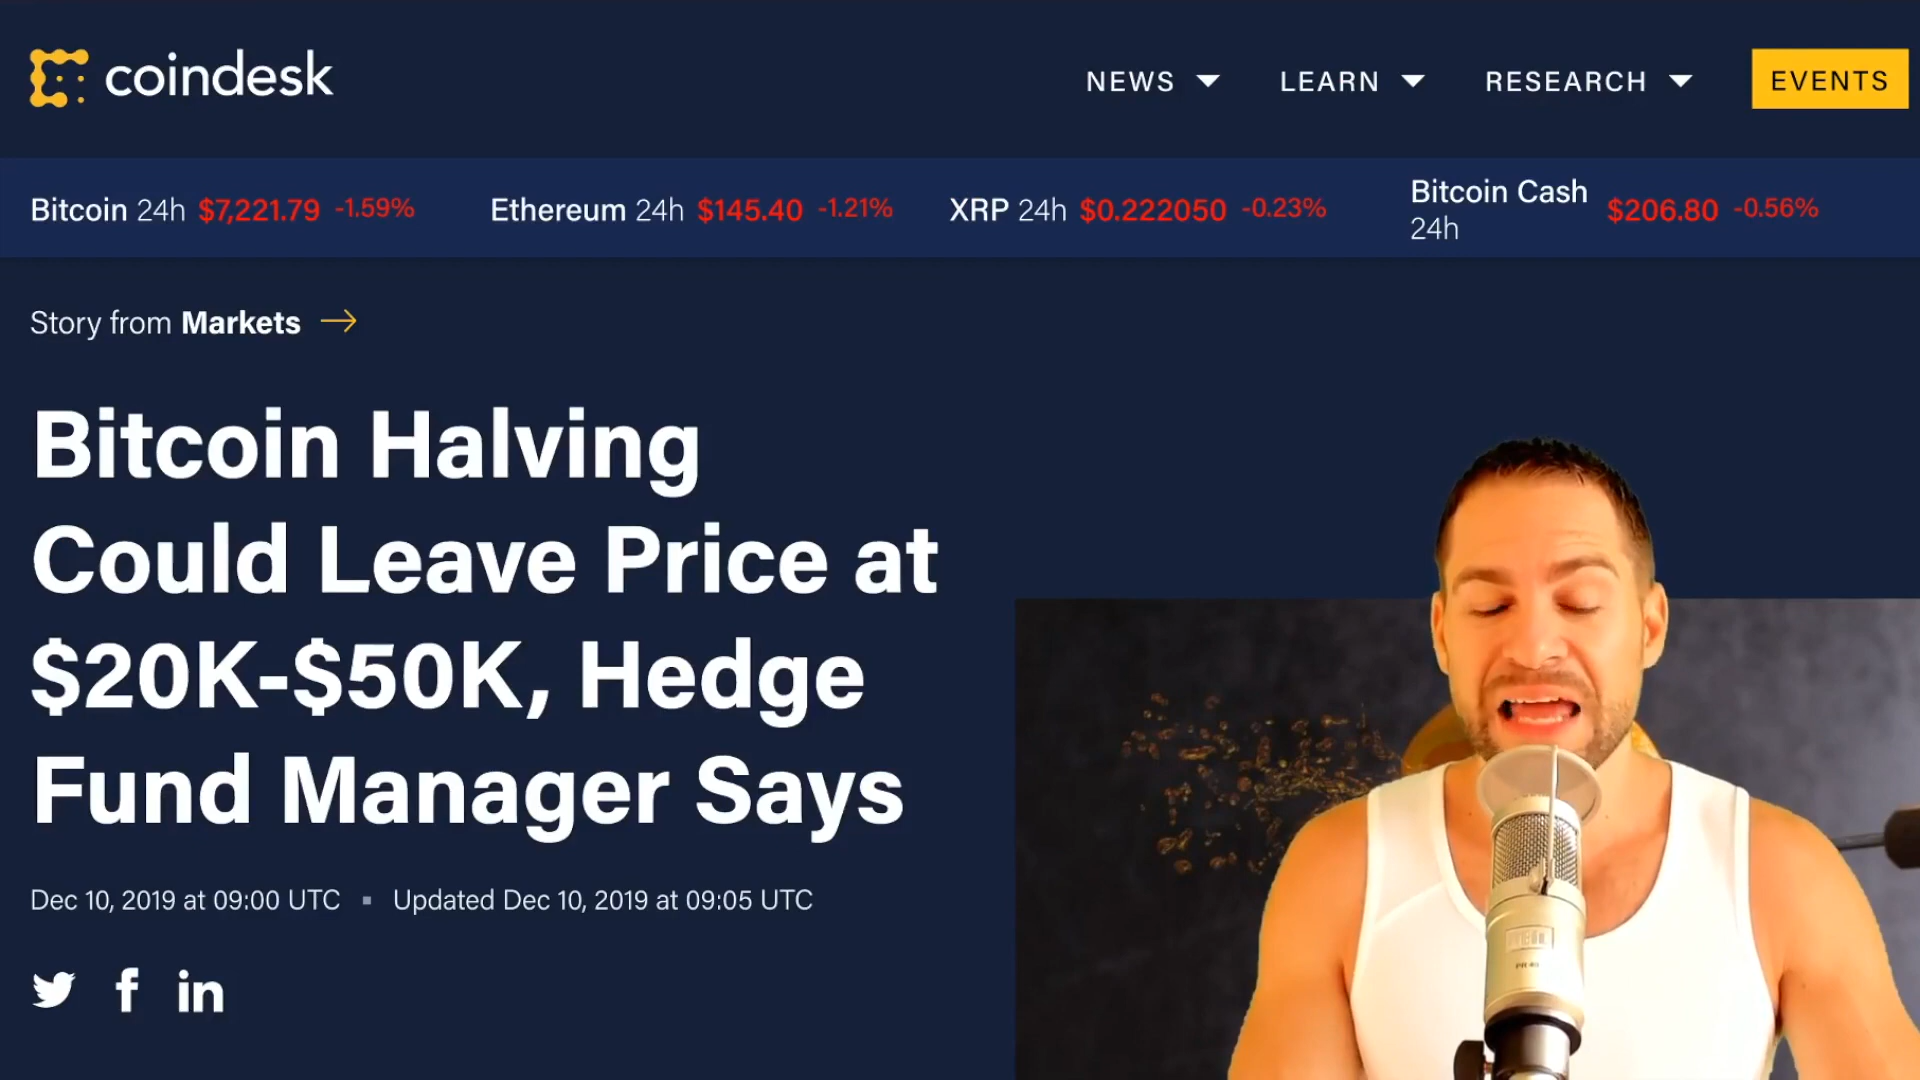 coindesk
NEWS LEARN RESEARCH EVENTS
Bitcoin 24h $7,221.79 -1.59% Ethereum 24h $145.40 -1.21% XRP 24h $0.222050 -0.23% Bitcoin Cash 24h $206.80 -0.56%
Story from Markets
Bitcoin Halving
Could Leave Price at
$20K-$50K, Hedge
Fund Manager Says
Dec 10, 2019 at 09:00 UTC ▪ Updated Dec 10, 2019 at 09:05 UTC
PR 40